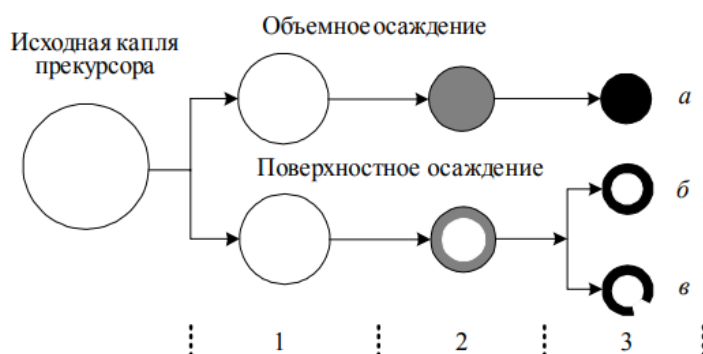 Исходная капля
прекурсора
Объемное осаждение
а
Поверхностное осаждение
б
в
1 2 3